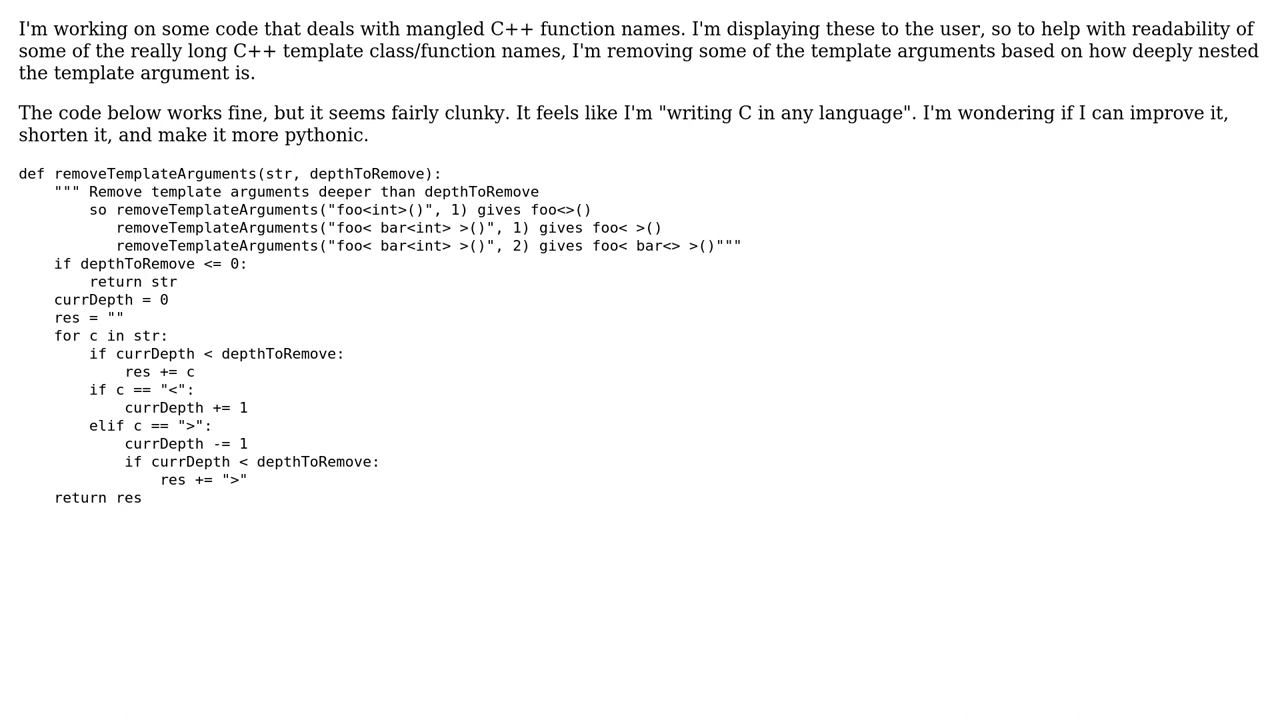 I'm working on some code that deals with mangled C++ function names. I'm displaying these to the user, so to help with readability of
some of the really long C++ template class/function names, I'm removing some of the template arguments based on how deeply nested
the template argument is.
The code below works fine, but it seems fairly clunky. It feels like I'm "writing C in any language". I'm wondering if I can improve it,
shorten it, and make it more pythonic.
def removeTemplateArguments(str, depthToRemove):
    """ Remove template arguments deeper than depthToRemove
        so removeTemplateArguments("foo<int>()", 1) gives foo<>()
           removeTemplateArguments("foo< bar<int> >()", 1) gives foo< >()
           removeTemplateArguments("foo< bar<int> >()", 2) gives foo< bar<> >()"""
    if depthToRemove <= 0:
        return str
    currDepth = 0
    res = ""
    for c in str:
        if currDepth < depthToRemove:
            res += c
        if c == "<":
            currDepth += 1
        elif c == ">":
            currDepth -= 1
            if currDepth < depthToRemove:
                res += ">"
    return res